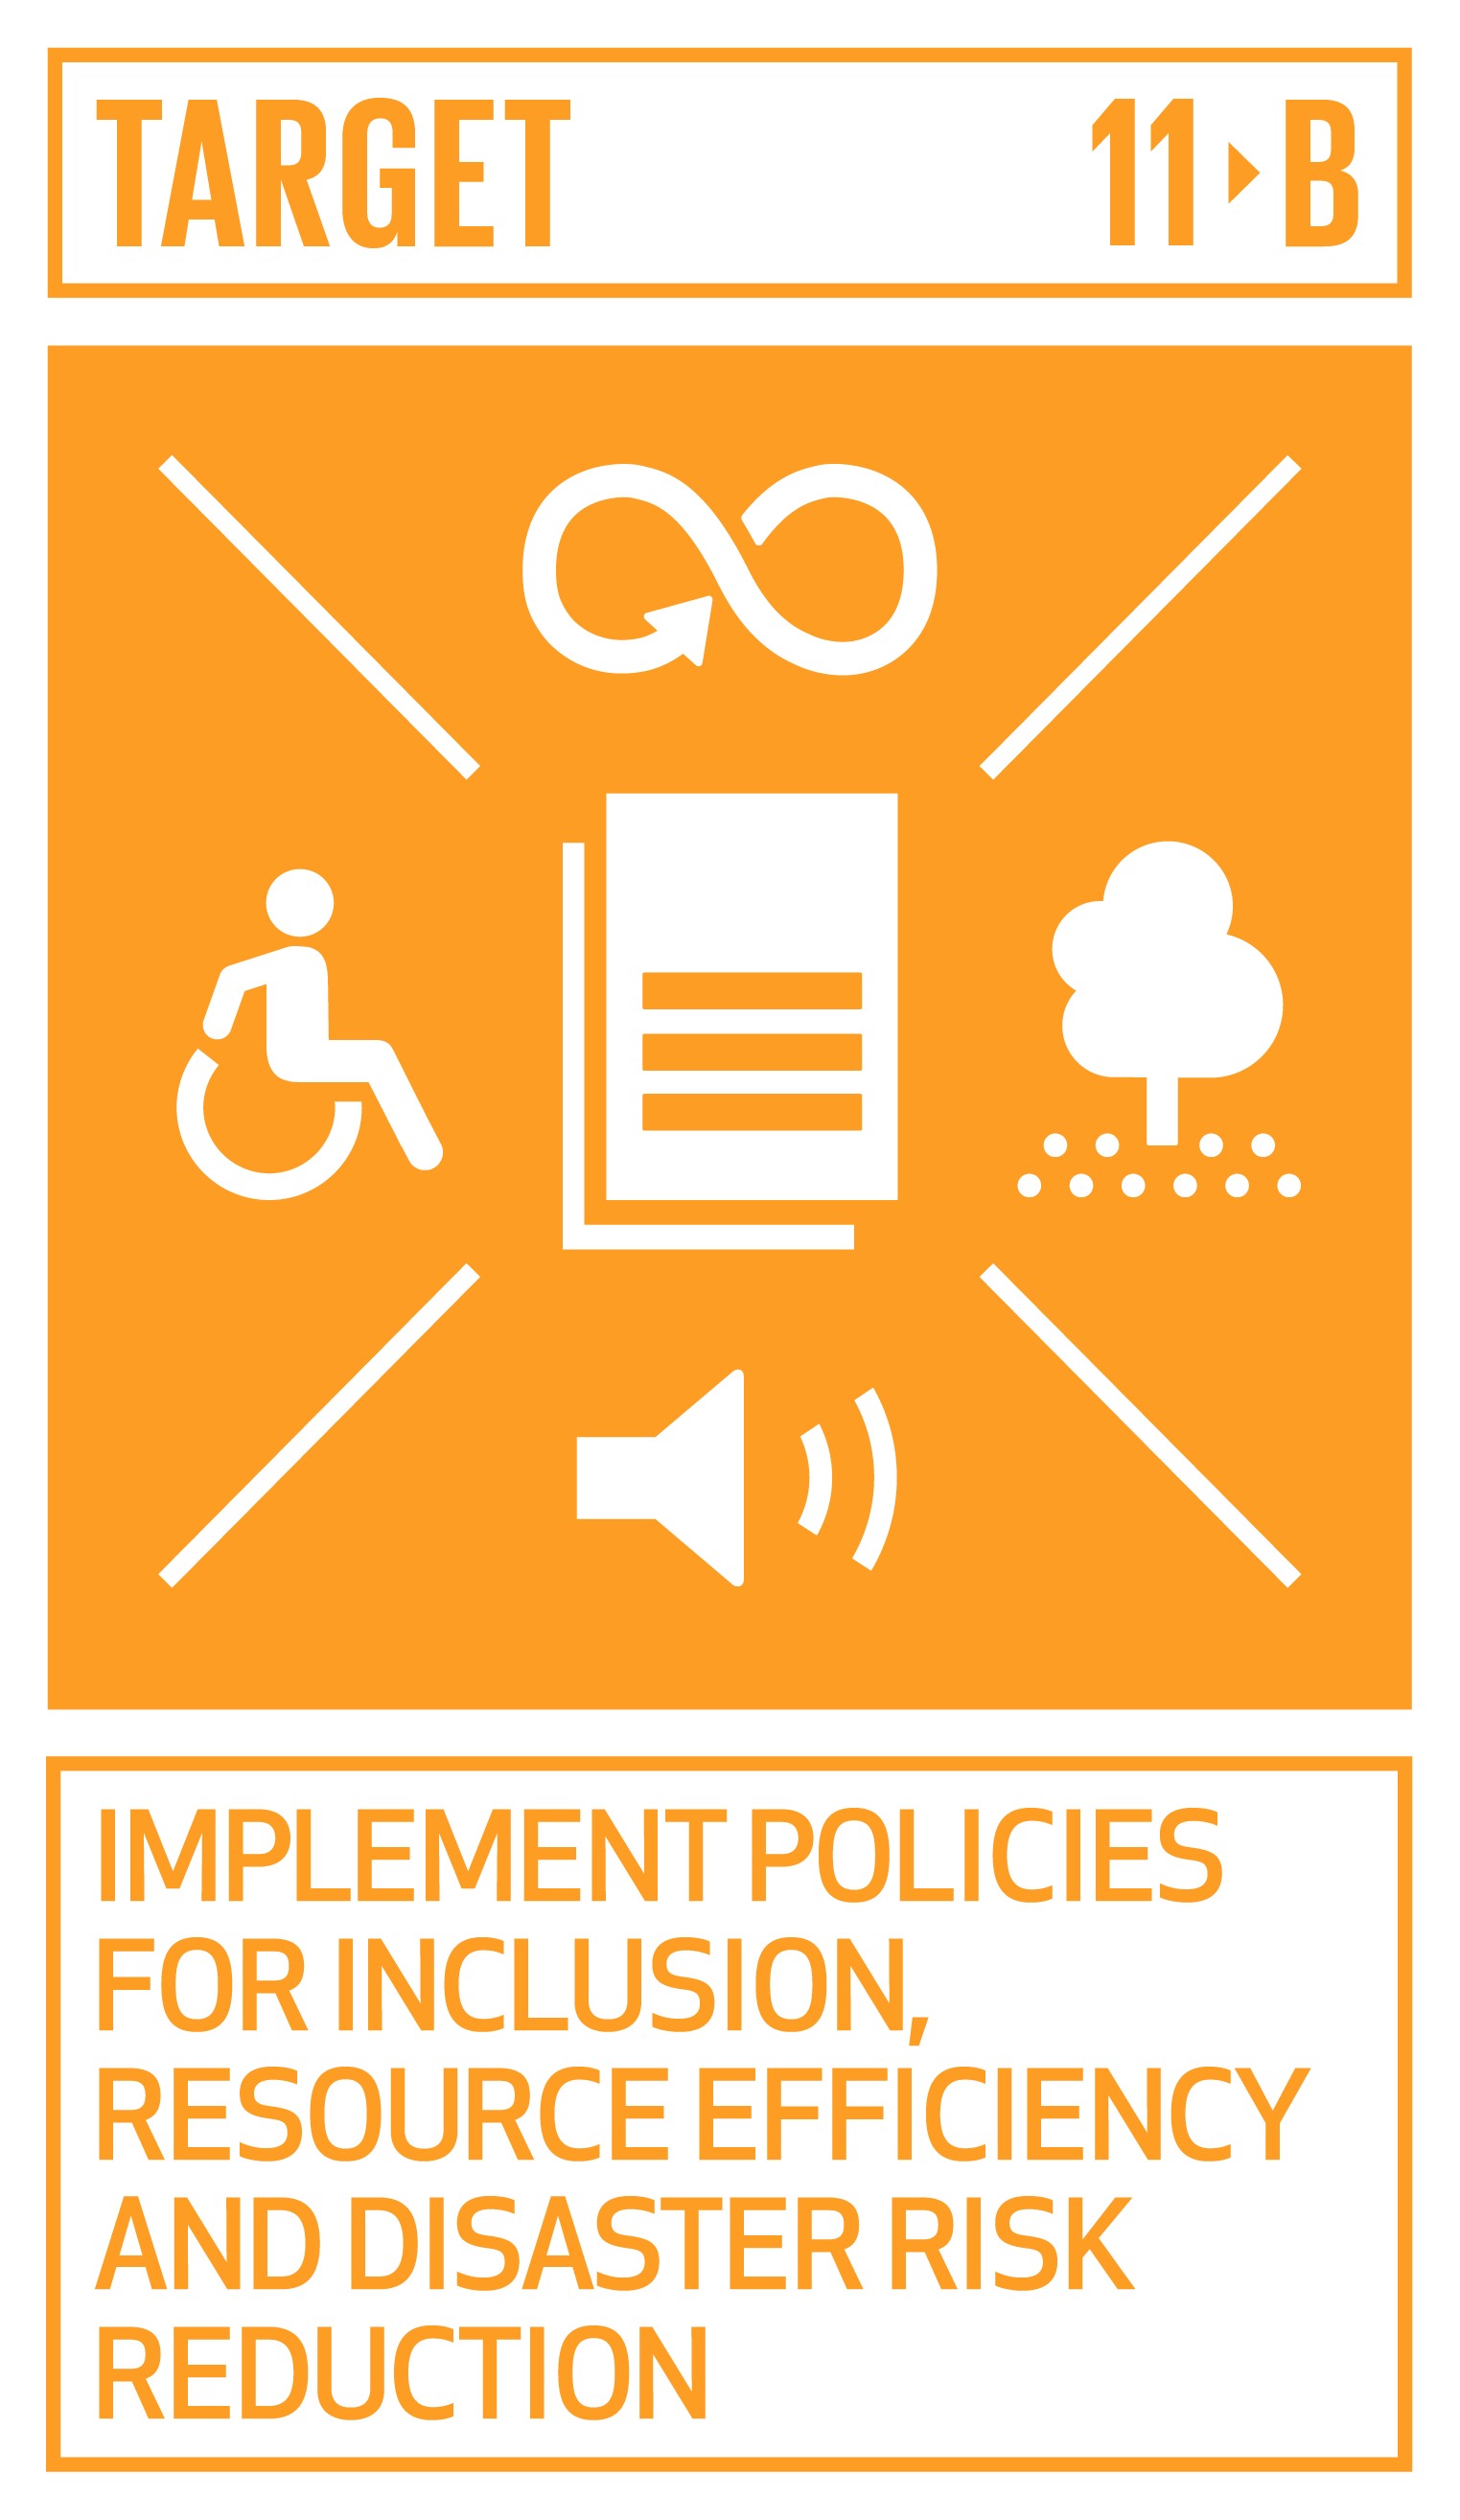 TARGET 11▸B
IMPLEMENT POLICIES
FOR INCLUSION,
RESOURCE EFFICIENCY
AND DISASTER RISK
REDUCTION